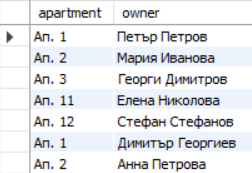 apartment owner
Ап. 1 Петър Петров
Ап. 2 Мария Иванова
Ап. 3 Георги Димитров
Ап. 11 Елена Николова
Ап. 12 Стефан Стефанов
Ап. 1 Димитър Георгиев
Ап. 2 Анна Петрова